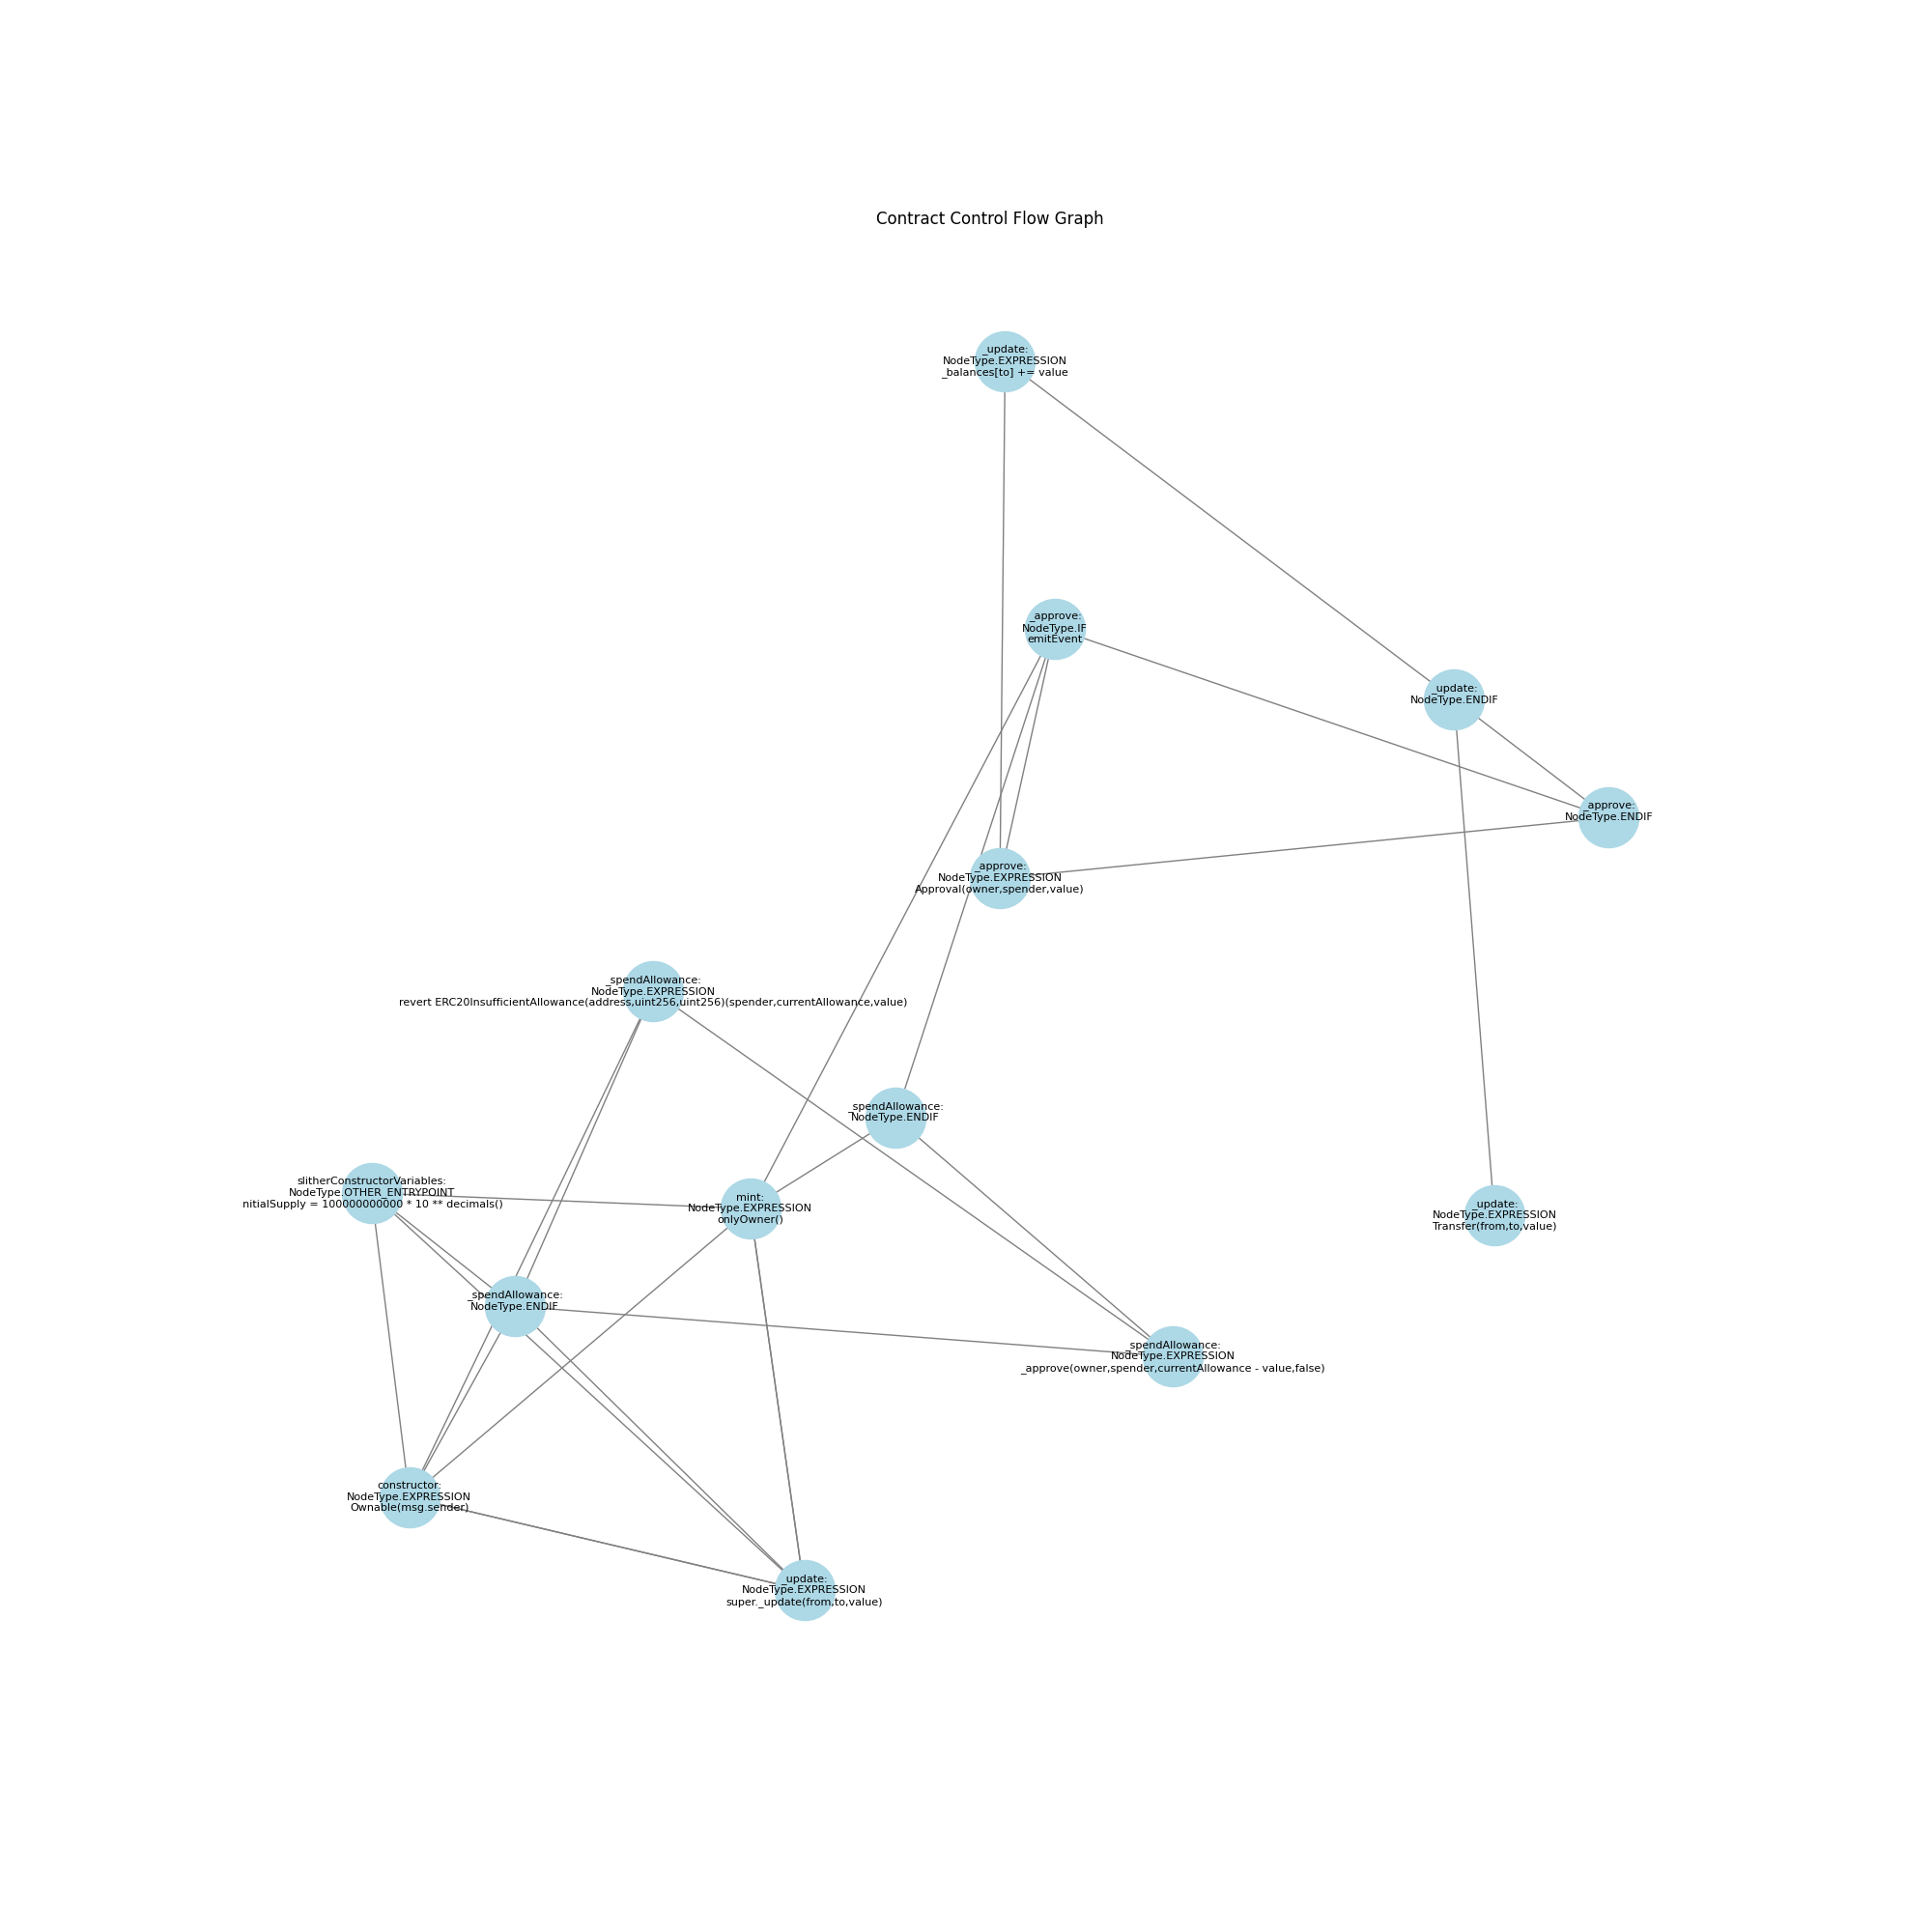 Contract Control Flow Graph
_update:
NodeType.EXPRESSION
_balances[to] += value
_approve:
NodeType.IF
emitEvent
_update:
NodeType.ENDIF
_approve:
NodeType.ENDIF
_approve:
NodeType.EXPRESSION
Approval(owner,spender,value)
_spendAllowance:
NodeType.EXPRESSION
revert ERC20InsufficientAllowance(address,uint256,uint256)(spender,currentAllowance,value)
_spendAllowance:
NodeType.ENDIF
slitherConstructorVariables:
NodeType.OTHER_ENTRYPOINT
nitialSupply = 100000000000 * 10 ** decimals()
mint:
NodeType.EXPRESSION
onlyOwner()
_update:
NodeType.EXPRESSION
Transfer(from,to,value)
_spendAllowance:
NodeType.ENDIF
_spendAllowance:
NodeType.EXPRESSION
_approve(owner,spender,currentAllowance - value,false)
constructor:
NodeType.EXPRESSION
Ownable(msg.sender)
_update:
NodeType.EXPRESSION
super._update(from,to,value)